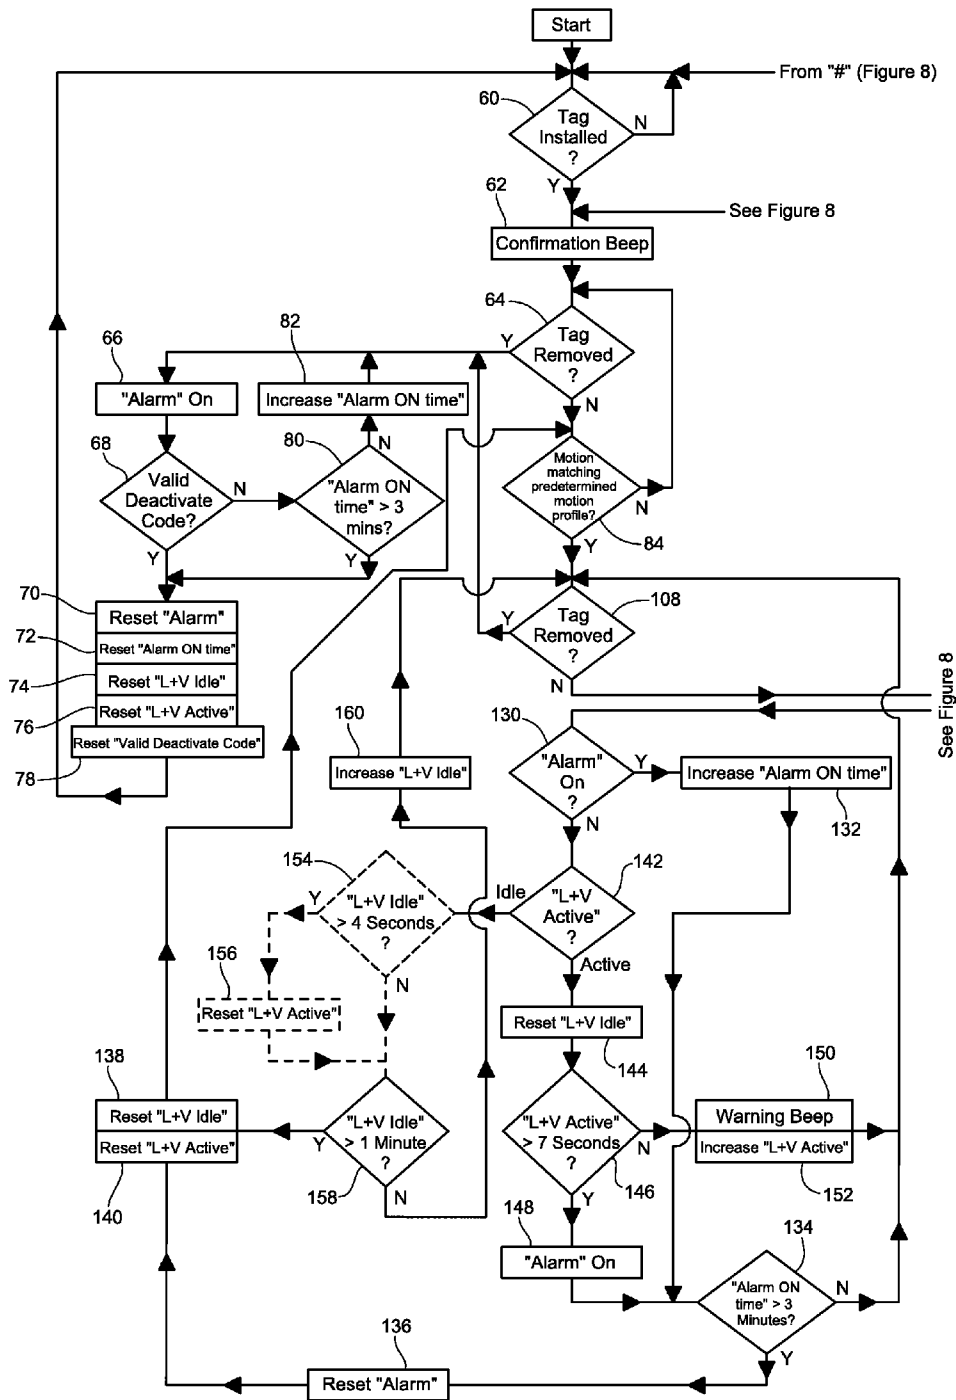 Start
From "#" (Figure 8)
60
Tag
Installed
?
N
Y
62
See Figure 8
Confirmation Beep
64
Tag
Removed
?
Y
N
82
66
"Alarm" On
Increase "Alarm ON time"
68
Valid
Deactivate
Code?
N
Y
80
N
"Alarm ON
time" > 3
mins?
Y
Motion
matching
predetermined
motion
profile?
N
84
Y
70
Reset "Alarm"
72
Reset "Alarm ON time"
74
Reset "L+V Idle"
76
Reset "L+V Active"
Reset "Valid Deactivate Code"
78
108
Tag
Removed
?
Y
N
See Figure 8
160
Increase "L+V Idle"
130
"Alarm"
On
?
Y
N
Increase "Alarm ON time"
132
154
"L+V Idle"
> 4 Seconds
?
Y
N
142
Idle
"L+V
Active"
?
Active
156
Reset "L+V Active"
Reset "L+V Idle"
144
138
Reset "L+V Idle"
Reset "L+V Active"
140
"L+V Idle"
> 1 Minute
?
Y
158
N
"L+V Active"
> 7 Seconds
?
N
146
Y
150
Warning Beep
Increase "L+V Active"
152
148
"Alarm" On
134
"Alarm ON
time" > 3
Minutes?
N
Y
136
Reset "Alarm"